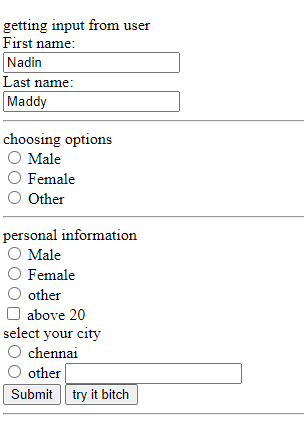 getting input from user
First name:
Nadin
Last name:
Maddy
choosing options
Male
Female
Other
personal information
Male
Female
other
above 20
select your city
chennai
other
Submit try it bitch